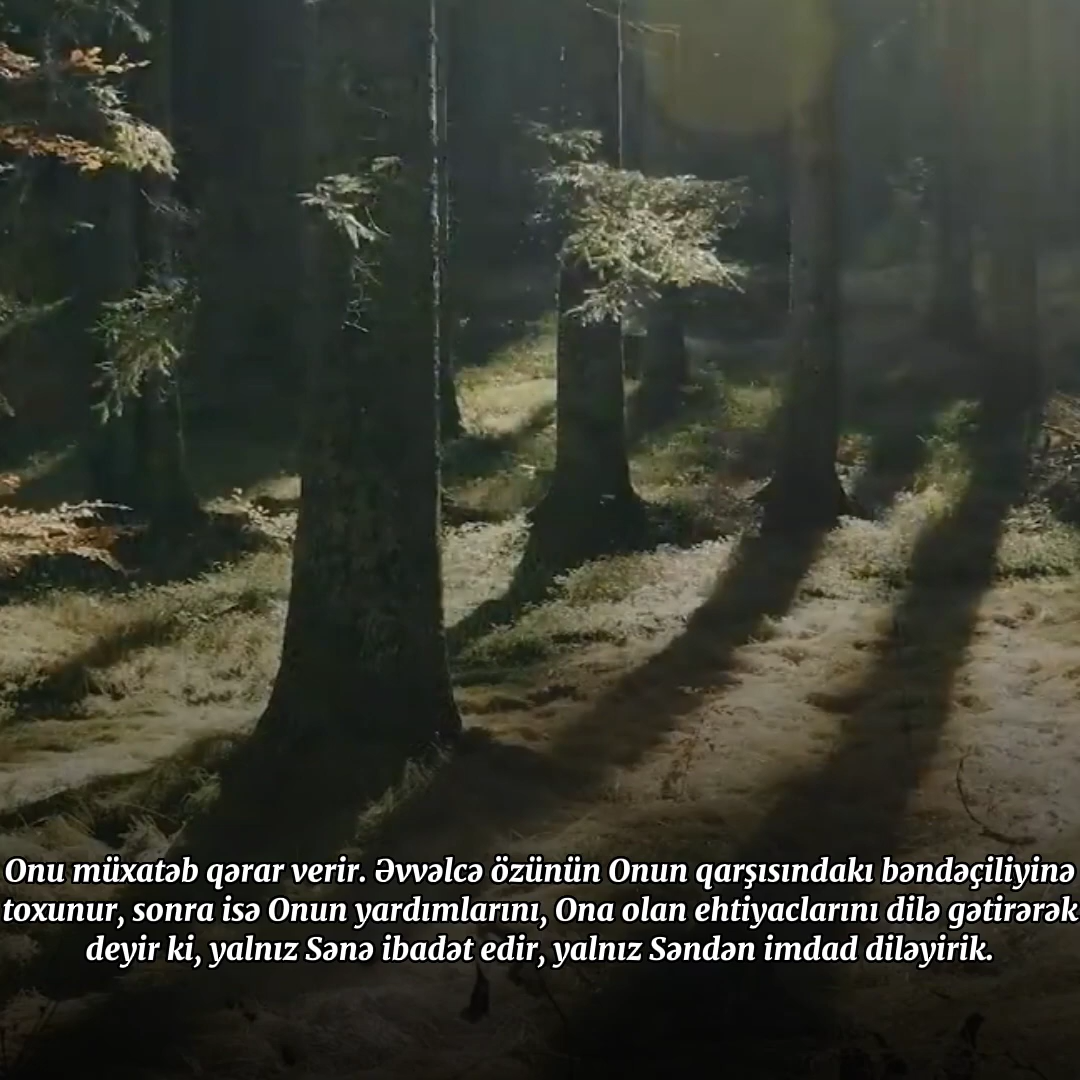 Onu müxatəb qərar verir. Əvvəlcə özünün Onun qarşısındakı bəndəçiliyinə
toxunur, sonra isə Onun yardımlarını, Ona olan ehtiyaclarını dilə gətirərək
deyir ki, yalnız Sənə ibadət edir, yalnız Səndən imdad diləyirik.